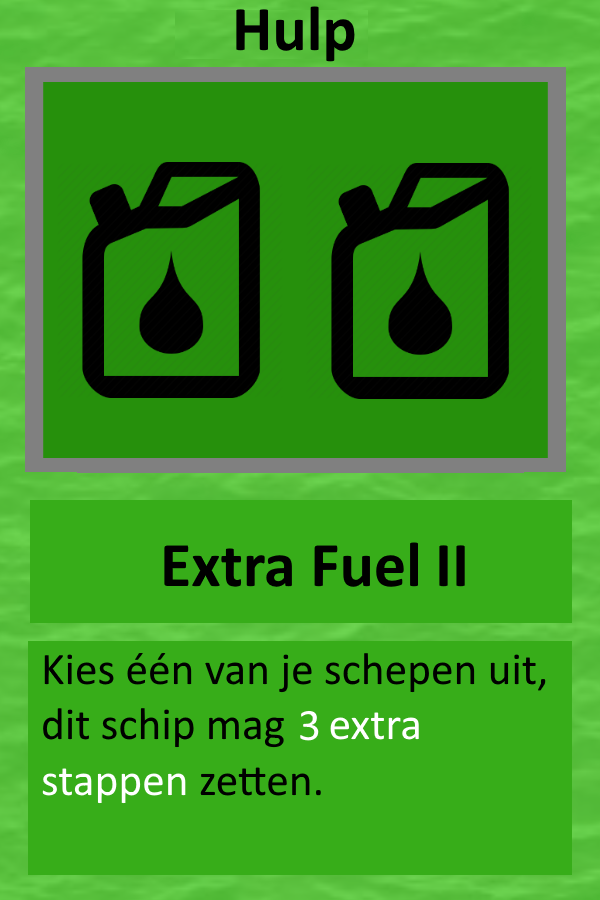 Hulp
Extra Fuel II
Kies één van je schepen uit,
dit schip mag 3 extra
stappen zetten.